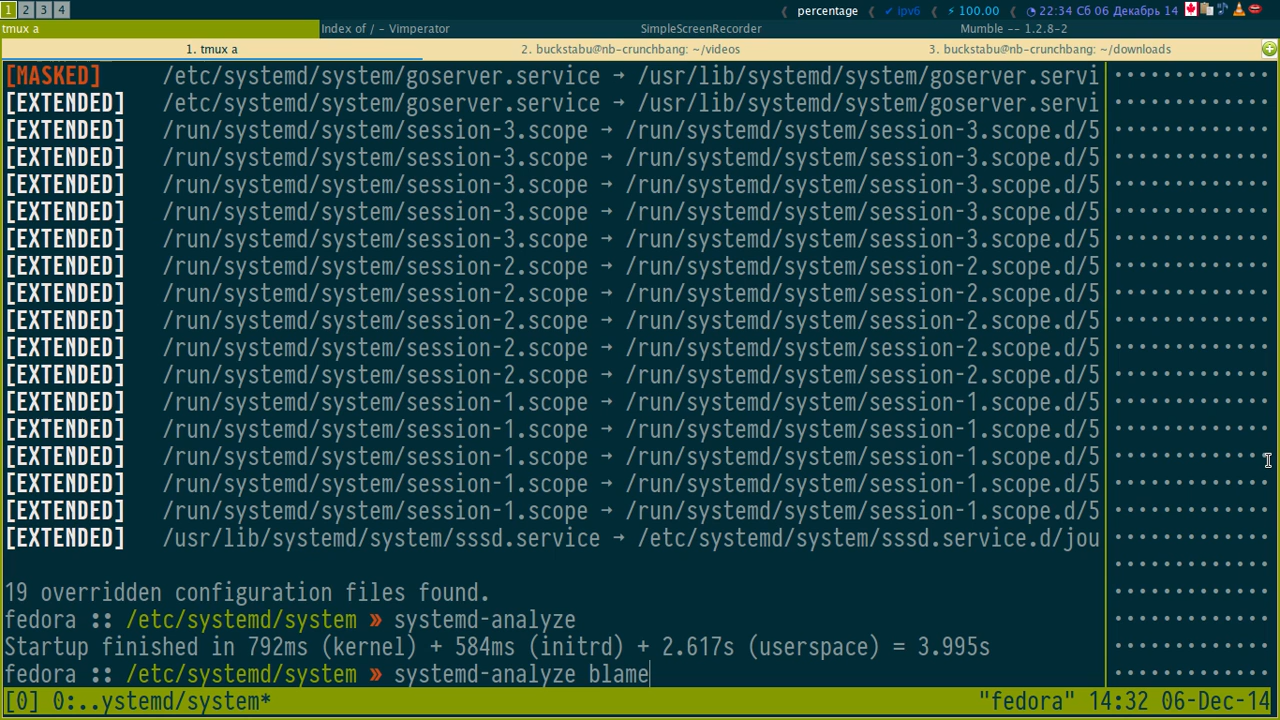 1 2 3 4 percentage ✔ ipv6 ⚡ 100.00 22:34 Сб 06 Декабрь 14
tmux a Index of / - Vimperator SimpleScreenRecorder Mumble -- 1.2.8-2
1. tmux a 2. buckstabu@nb-crunchbang: ~/videos 3. buckstabu@nb-crunchbang: ~/downloads
[MASKED] /etc/systemd/system/goserver.service → /usr/lib/systemd/system/goserver.servi
[EXTENDED] /etc/systemd/system/goserver.service → /usr/lib/systemd/system/goserver.servi
[EXTENDED] /run/systemd/system/session-3.scope → /run/systemd/system/session-3.scope.d/5
[EXTENDED] /run/systemd/system/session-3.scope → /run/systemd/system/session-3.scope.d/5
[EXTENDED] /run/systemd/system/session-3.scope → /run/systemd/system/session-3.scope.d/5
[EXTENDED] /run/systemd/system/session-3.scope → /run/systemd/system/session-3.scope.d/5
[EXTENDED] /run/systemd/system/session-3.scope → /run/systemd/system/session-3.scope.d/5
[EXTENDED] /run/systemd/system/session-2.scope → /run/systemd/system/session-2.scope.d/5
[EXTENDED] /run/systemd/system/session-2.scope → /run/systemd/system/session-2.scope.d/5
[EXTENDED] /run/systemd/system/session-2.scope → /run/systemd/system/session-2.scope.d/5
[EXTENDED] /run/systemd/system/session-2.scope → /run/systemd/system/session-2.scope.d/5
[EXTENDED] /run/systemd/system/session-2.scope → /run/systemd/system/session-2.scope.d/5
[EXTENDED] /run/systemd/system/session-1.scope → /run/systemd/system/session-1.scope.d/5
[EXTENDED] /run/systemd/system/session-1.scope → /run/systemd/system/session-1.scope.d/5
[EXTENDED] /run/systemd/system/session-1.scope → /run/systemd/system/session-1.scope.d/5
[EXTENDED] /run/systemd/system/session-1.scope → /run/systemd/system/session-1.scope.d/5
[EXTENDED] /run/systemd/system/session-1.scope → /run/systemd/system/session-1.scope.d/5
[EXTENDED] /usr/lib/systemd/system/sssd.service → /etc/systemd/system/sssd.service.d/jou
19 overridden configuration files found.
fedora :: /etc/systemd/system » systemd-analyze
Startup finished in 792ms (kernel) + 584ms (initrd) + 2.617s (userspace) = 3.995s
fedora :: /etc/systemd/system » systemd-analyze blame
[0] 0:..ystemd/system* "fedora" 14:32 06-Dec-14